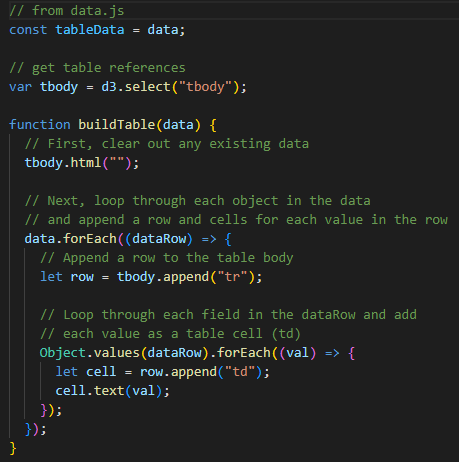 // from data.js
const tableData = data;

// get table references
var tbody = d3.select("tbody");

function buildTable(data) {
  // First, clear out any existing data
  tbody.html("");

  // Next, loop through each object in the data
  // and append a row and cells for each value in the row
  data.forEach((dataRow) => {
    // Append a row to the table body
    let row = tbody.append("tr");

    // Loop through each field in the dataRow and add
    // each value as a table cell (td)
    Object.values(dataRow).forEach((val) => {
      let cell = row.append("td");
      cell.text(val);
    });
  });
}